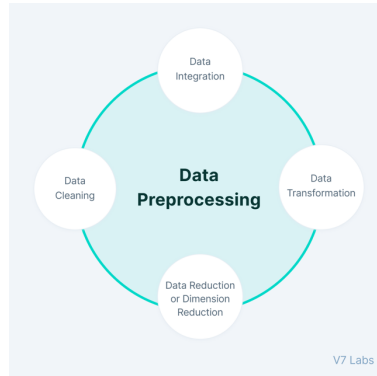 Data
Integration
Data
Cleaning
Data
Preprocessing
Data
Transformation
Data Reduction
or Dimension
Reduction
V7 Labs